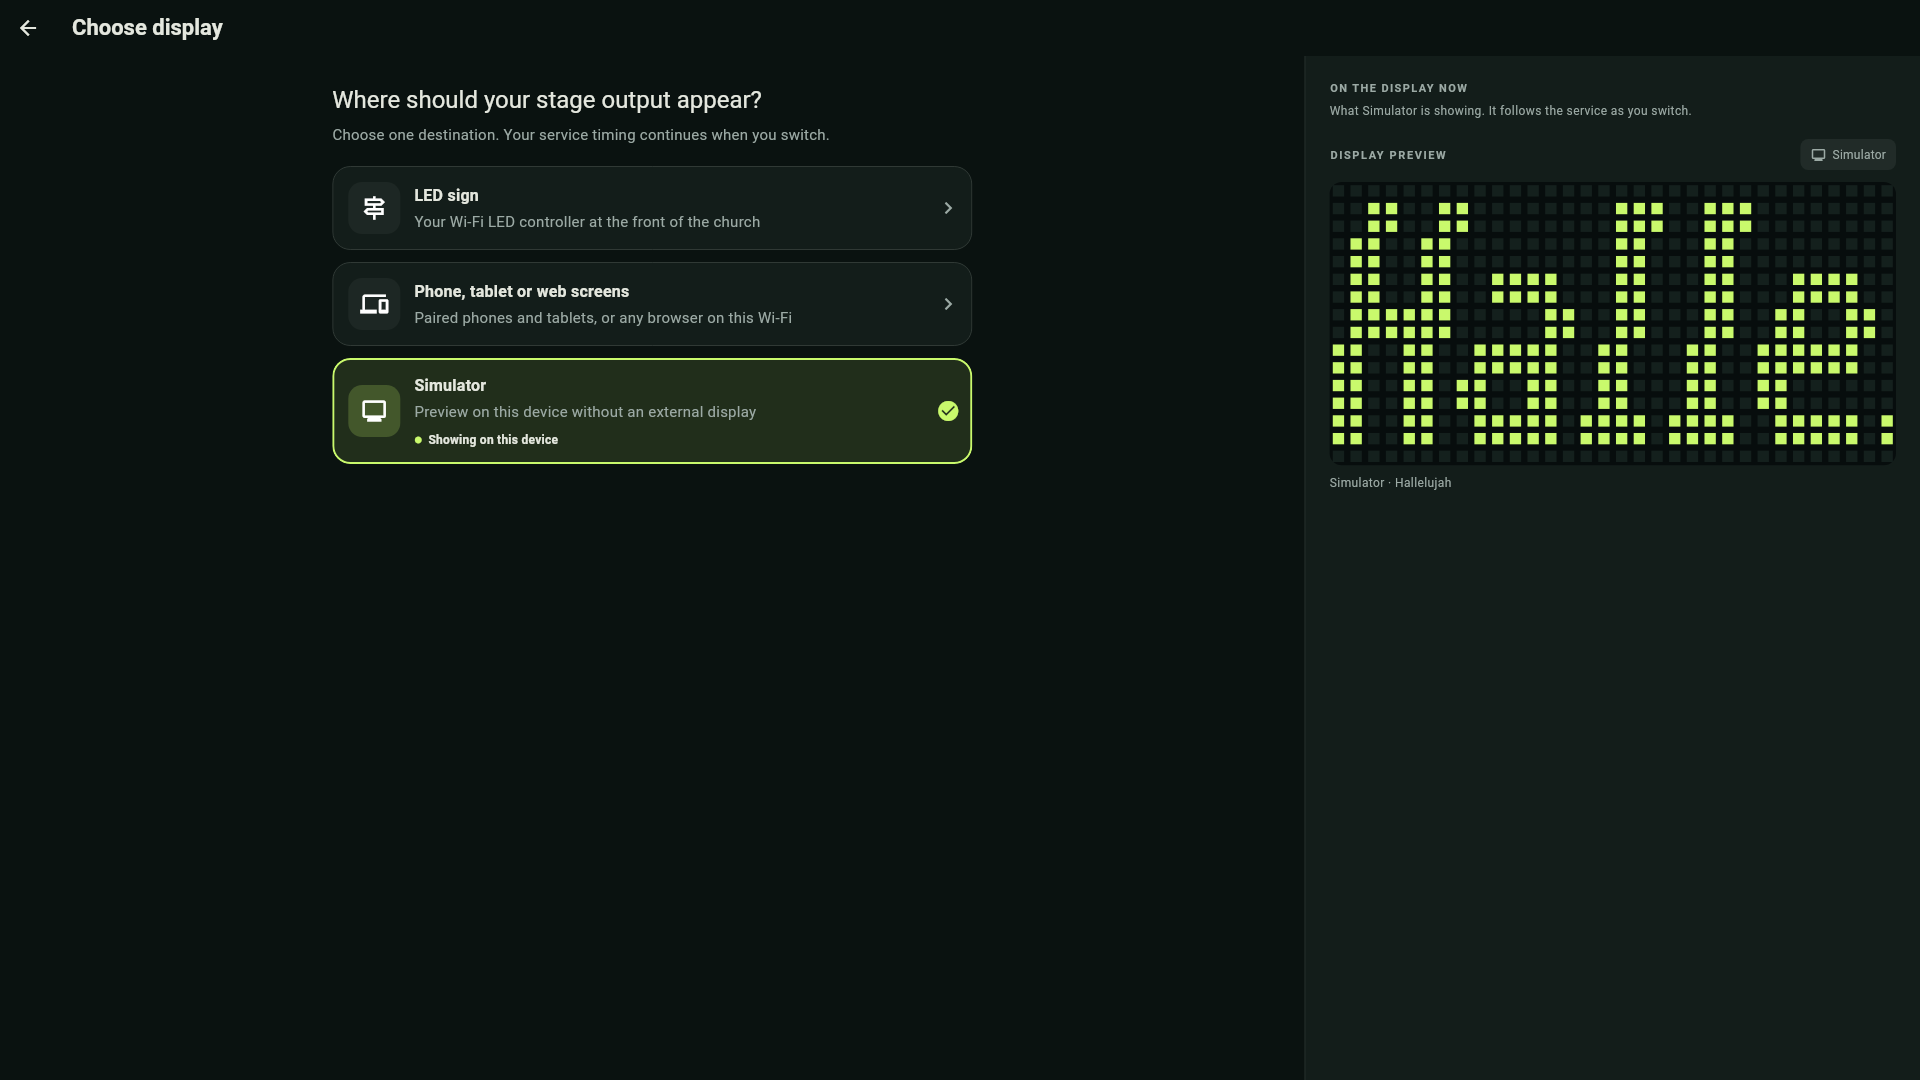 Choose display
Where should your stage output appear?
Choose one destination. Your service timing continues when you switch.
LED sign
Your Wi-Fi LED controller at the front of the church
Phone, tablet or web screens
Paired phones and tablets, or any browser on this Wi-Fi
Simulator
Preview on this device without an external display
Showing on this device
ON THE DISPLAY NOW
What Simulator is showing. It follows the service as you switch.
DISPLAY PREVIEW
Simulator
Halle
Simulator · Hallelujah